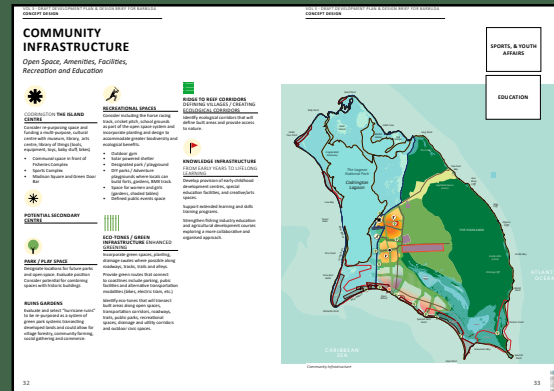 VOL 5 - DRAFT DEVELOPMENT PLAN & DESIGN BRIEF FOR BARBUDA
CONCEPT DESIGN
COMMUNITY
INFRASTRUCTURE
Open Space, Amenities, Facilities,
Recreation and Education
CODRINGTON THE ISLAND
CENTRE
Consider re-purposing space and
funding a multi-purpose, cultural
centre with museum, library, arts
centre, library of things (tools,
equipment, toys, baby stuff, bikes)
• Communal space in front of
Fisheries Complex
• Sports Complex
• Madison Square and Green Door
Bar
POTENTIAL SECONDARY
CENTRE
PARK / PLAY SPACE
Designate locations for future parks
and open space. Evaluate position
Consider potential for combining
spaces with historic buildings
RUINS GARDENS
Evaluate and select "hurricane ruins"
to be re-purposed as a system of
green park systems transecting
developed lands and could allow for
village forestry, community farming,
social gathering and commerce.
RECREATIONAL SPACES
Consider including the horse racing
track, cricket pitch, school grounds
as part of the open space system and
incorporate planting and design to
accommodate greater biodiversity and
ecological benefits.
• Outdoor gym
• Solar powered shelter
• Designated park / playground
• DIY parks / Adventure
playgrounds where locals can
build forts, gardens, BMX track
• Space for women and girls
(gardens, shaded tables)
• Defined public events space
ECO-TONES / GREEN
INFRASTRUCTURE ENHANCED
GREENING
Incorporate green spaces, planting,
drainage swales where possible along
roadways, tracks, trails and alleys.
Provide green routes that connect
to coastlines include parking, public
facilities and alternative transportation
modalities (bikes, electric trax, etc.)
Identify eco-tones that will transect
built areas along open spaces,
transportation corridors, roadways,
trails, public parks, recreational
spaces, drainage and utility corridors
and outdoor civic spaces.
RIDGE TO REEF CORRIDORS
DEFINING VILLAGES / CREATING
ECOLOGICAL CORRIDORS
Identify ecological corridors that will
define built areas and provide access
to nature.
KNOWLEDGE INFRASTRUCTURE
FROM EARLY YEARS TO LIFELONG
LEARNING
Develop provision of early childhood
development centres, special
education facilities, and creative/arts
spaces.
Support extended learning and skills
training programs.
Strengthen fishing industry education
and agricultural development courses
exploring a more collaborative and
organised approach.
32
VOL 5 - DRAFT DEVELOPMENT PLAN & DESIGN BRIEF FOR BARBUDA
CONCEPT DESIGN
SPORTS, & YOUTH
AFFAIRS
EDUCATION
The Lagoon
National Park
Codrington
Lagoon
THE HIGHLANDS
ATLANTIC
CARIBBEAN
SEA
Community Infrastructure
33